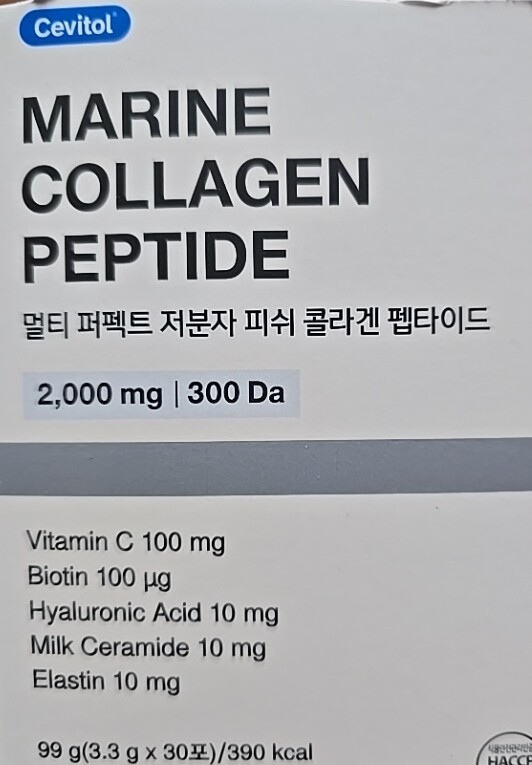 Cevitol®
MARINE
COLLAGEN
PEPTIDE
멀티 퍼펙트 저분자 피쉬 콜라겐 펩타이드
2,000 mg | 300 Da
Vitamin C 100 mg
Biotin 100 μg
Hyaluronic Acid 10 mg
Milk Ceramide 10 mg
Elastin 10 mg
99 g(3.3 g x 30포)/390 kcal
HACCP